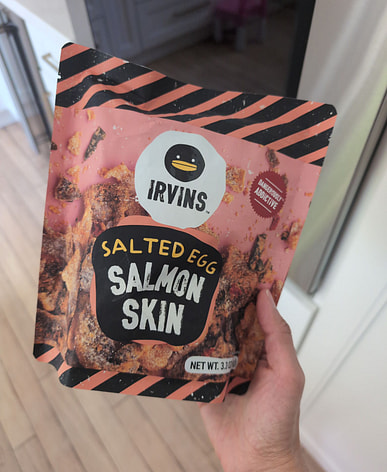 IRVINS
DANGEROUSLY
ADDICTIVE
SALTED EGG
SALMON
SKIN
NET WT.